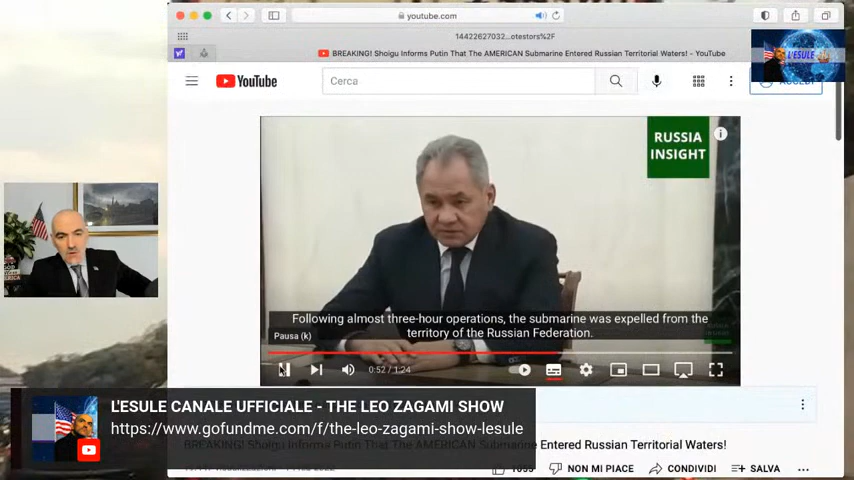 youtube.com
14422627032...otestors%2F
BREAKING! Shoigu Informs Putin That The AMERICAN Submarine Entered Russian Territorial Waters! - YouTube
L'ESULE
YouTube
Cerca
RUSSIA
INSIGHT
Following almost three-hour operations, the submarine was expelled from the
territory of the Russian Federation.
Pausa (k)
0:52 / 1:24
L'ESULE CANALE UFFICIALE - THE LEO ZAGAMI SHOW
https://www.gofundme.com/f/the-leo-zagami-show-lesule
BREAKING! Shoigu Informs Putin That The AMERICAN Submarine Entered Russian Territorial Waters!
NON MI PIACE
CONDIVIDI
SALVA